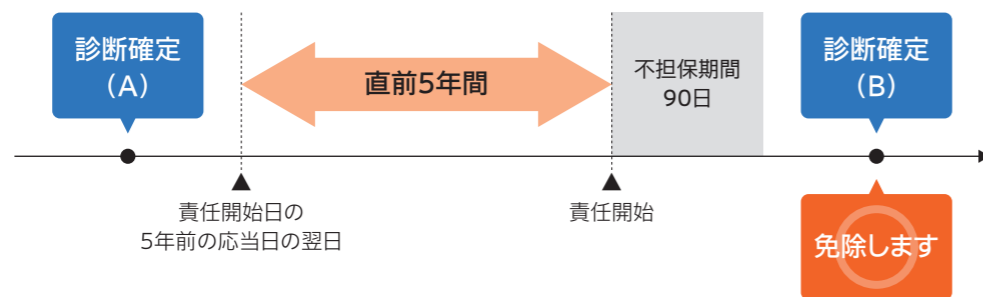 診断確定
（A）
直前5年間
不担保期間
90日
診断確定
（B）
責任開始日の
5年前の応当日の翌日
責任開始
免除します